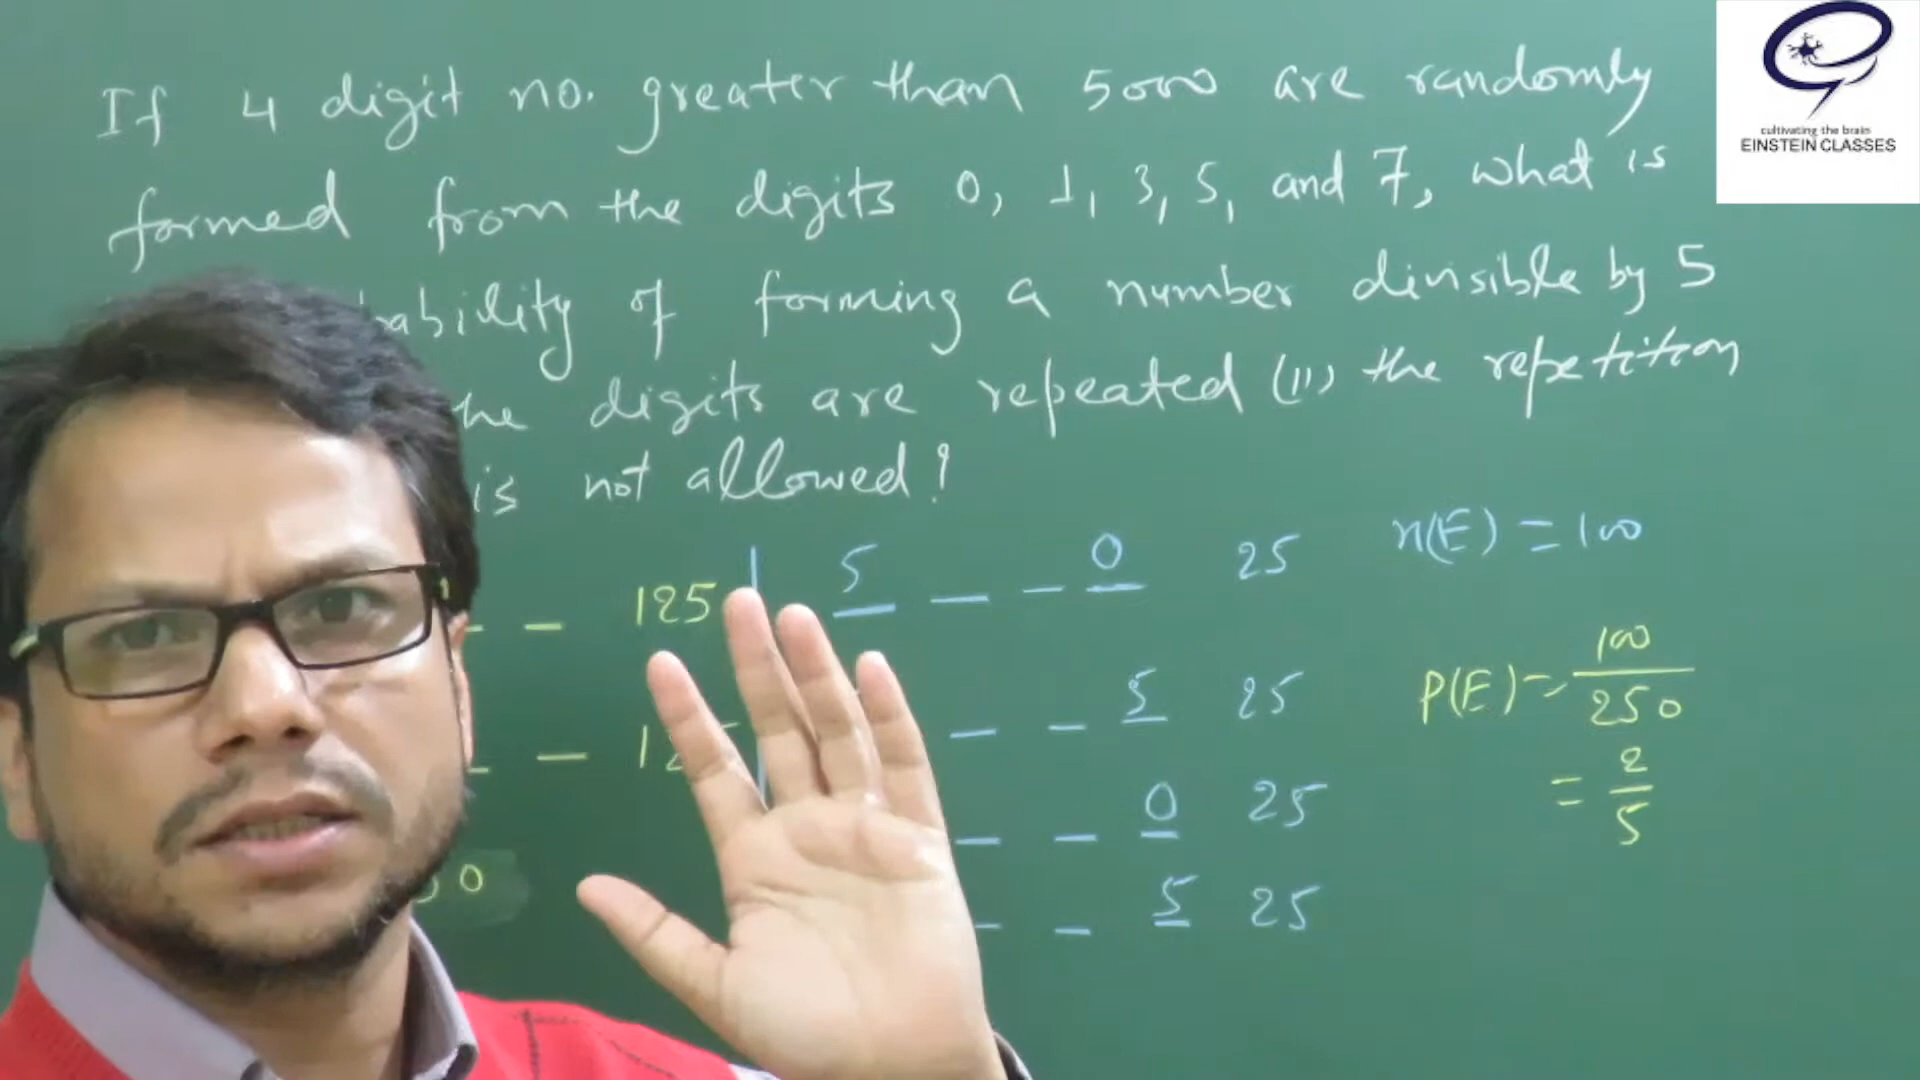 If 4 digit no. greater than 5000 are randomly
formed from the digits 0, 1, 3, 5, and 7, what is
of forming a number divisible by 5
digits are repeated (ii) the repetition
is not allowed?
125
5 _ _ 0 25
n(E) = 100
_ _ 5 25
_ _ 0 25
_ _ 5 25
P(E) = 100/250
= 2/5
cultivating the brain
EINSTEIN CLASSES